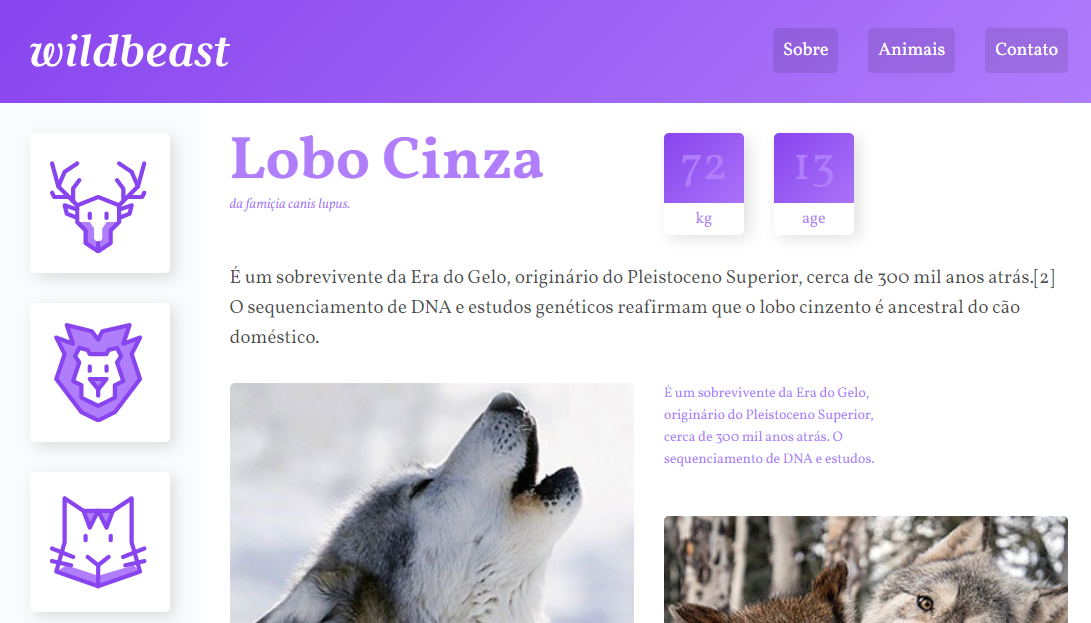 wildbeast
Sobre
Animais
Contato
Lobo Cinza
da famiçia canis lupus.
72
kg
13
age
É um sobrevivente da Era do Gelo, originário do Pleistoceno Superior, cerca de 300 mil anos atrás.[2]
O sequenciamento de DNA e estudos genéticos reafirmam que o lobo cinzento é ancestral do cão
doméstico.
É um sobrevivente da Era do Gelo,
originário do Pleistoceno Superior,
cerca de 300 mil anos atrás. O
sequenciamento de DNA e estudos.